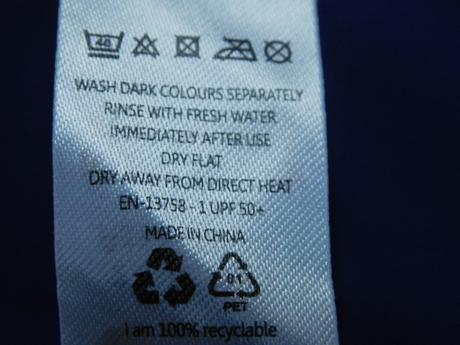 40
WASH DARK COLOURS SEPARATELY
RINSE WITH FRESH WATER
IMMEDIATELY AFTER USE
DRY FLAT
DRY AWAY FROM DIRECT HEAT
EN-13758 - 1 UPF 50+
MADE IN CHINA
01
PET
I am 100% recyclable